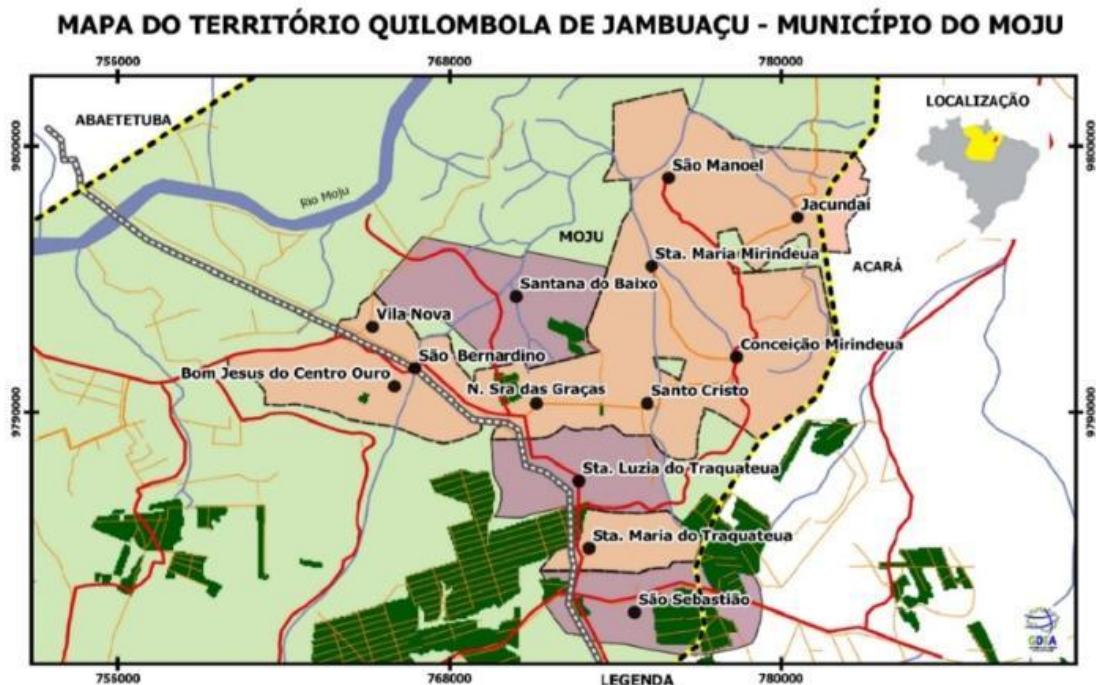 MAPA DO TERRITÓRIO QUILOMBOLA DE JAMBUAÇU - MUNICÍPIO DO MOJU
756000
768000
780000
ABAETETUBA
LOCALIZAÇÃO
9800000
9800000
São Manoel
Rio Moju
Jacundaí
MOJU
Sta. Maria Mirindeua
ACARÁ
Santana do Baixo
Vila Nova
Conceição Mirindeua
São Bernardino
Bom Jesus do Centro Ouro
N. Sra das Graças
Santo Cristo
9790000
9790000
Sta. Luzia do Traquateua
Sta. Maria do Traquateua
São Sebastião
GDEA
756000
768000
780000
LEGENDA